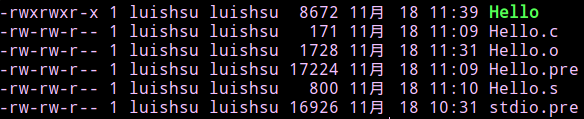 -rwxrwxr-x 1 luishsu luishsu  8672 11月  18 11:39 Hello
-rw-rw-r-- 1 luishsu luishsu   171 11月  18 11:09 Hello.c
-rw-rw-r-- 1 luishsu luishsu  1728 11月  18 11:31 Hello.o
-rw-rw-r-- 1 luishsu luishsu 17224 11月  18 11:09 Hello.pre
-rw-rw-r-- 1 luishsu luishsu   800 11月  18 11:10 Hello.s
-rw-rw-r-- 1 luishsu luishsu 16926 11月  18 10:31 stdio.pre